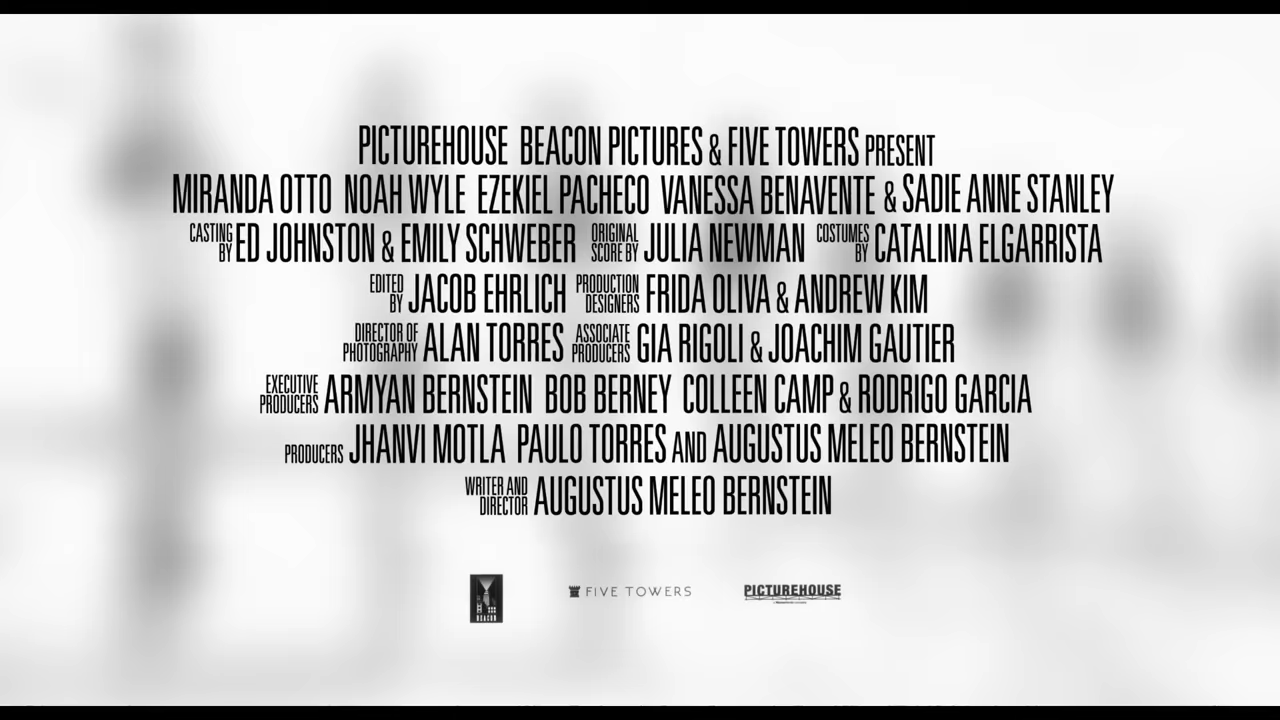 PICTUREHOUSE BEACON PICTURES & FIVE TOWERS PRESENT
MIRANDA OTTO NOAH WYLE EZEKIEL PACHECO VANESSA BENAVENTE & SADIE ANNE STANLEY
CASTING BY ED JOHNSTON & EMILY SCHWEBER ORIGINAL SCORE BY JULIA NEWMAN COSTUMES BY CATALINA ELGARRISTA
EDITED BY JACOB EHRLICH PRODUCTION DESIGNERS FRIDA OLIVA & ANDREW KIM
DIRECTOR OF PHOTOGRAPHY ALAN TORRES ASSOCIATE PRODUCERS GIA RIGOLI & JOACHIM GAUTIER
EXECUTIVE PRODUCERS ARMYAN BERNSTEIN BOB BERNEY COLLEEN CAMP & RODRIGO GARCIA
PRODUCERS JHANVI MOTLA PAULO TORRES AND AUGUSTUS MELEO BERNSTEIN
WRITER AND DIRECTOR AUGUSTUS MELEO BERNSTEIN
BEACON FIVE TOWERS PICTUREHOUSE